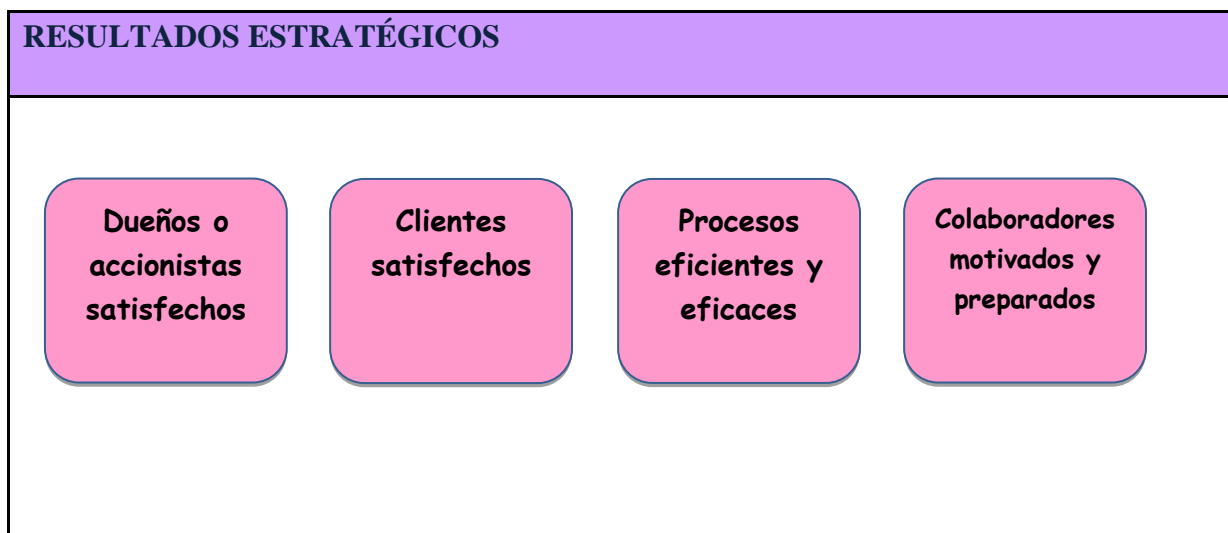 RESULTADOS ESTRATÉGICOS
Dueños o
accionistas
satisfechos
Clientes
satisfechos
Procesos
eficientes y
eficaces
Colaboradores
motivados y
preparados